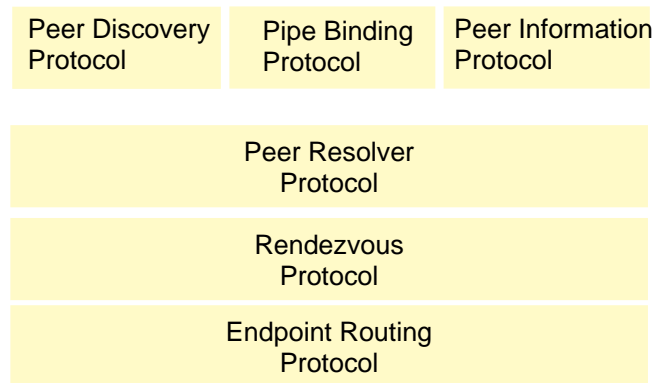 Peer Discovery
Protocol
Pipe Binding
Protocol
Peer Information
Protocol
Peer Resolver
Protocol
Rendezvous
Protocol
Endpoint Routing
Protocol